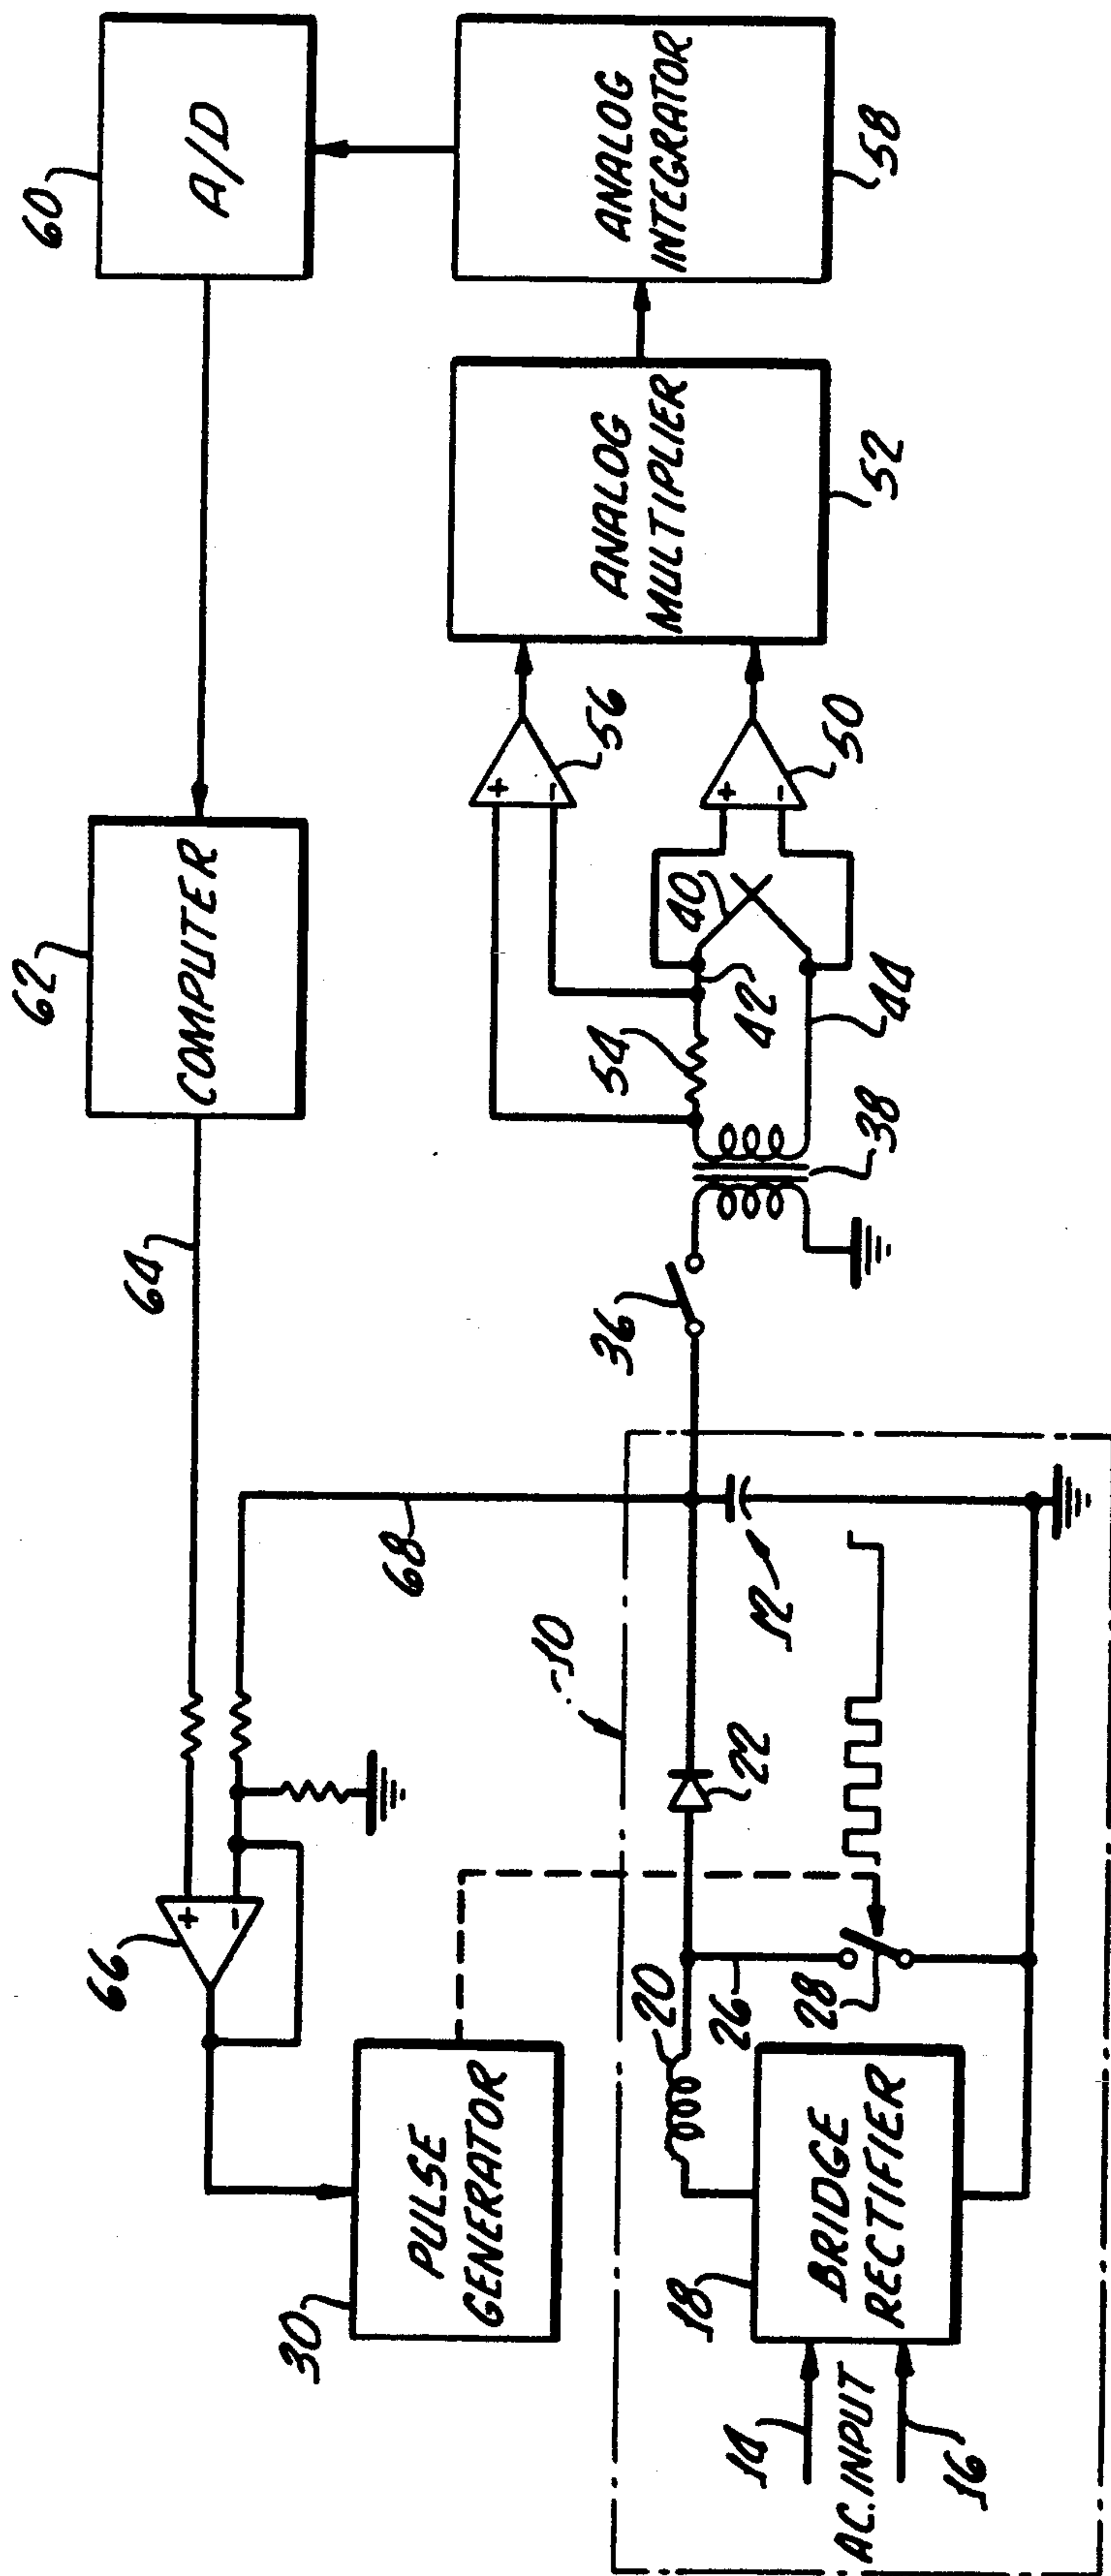 60
A/D
62
COMPUTER
64
66
68
ANALOG
INTEGRATOR
58
ANALOG
MULTIPLIER
52
56
+
-
50
+
-
40
42
44
54
38
36
+
-
30
PULSE
GENERATOR
10
12
22
20
26
28
18
BRIDGE
RECTIFIER
14
A.C. INPUT
16